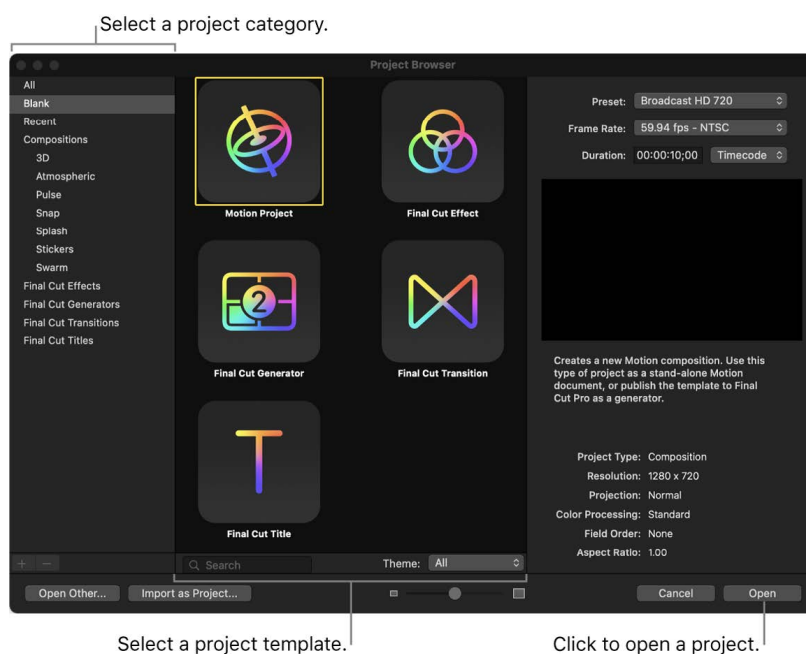 Select a project category.
Project Browser
All
Blank
Recent
Compositions
3D
Atmospheric
Pulse
Snap
Splash
Stickers
Swarm
Final Cut Effects
Final Cut Generators
Final Cut Transitions
Final Cut Titles
Motion Project
Final Cut Effect
2
Final Cut Generator
Final Cut Transition
T
Final Cut Title
Preset: Broadcast HD 720
Frame Rate: 59.94 fps - NTSC
Duration: 00:00:10;00 Timecode
Creates a new Motion composition. Use this
type of project as a stand-alone Motion
document, or publish the template to Final
Cut Pro as a generator.
Project Type: Composition
Resolution: 1280 x 720
Projection: Normal
Color Processing: Standard
Field Order: None
Aspect Ratio: 1.00
Search
Theme: All
Open Other...
Import as Project...
Cancel
Open
Select a project template.
Click to open a project.